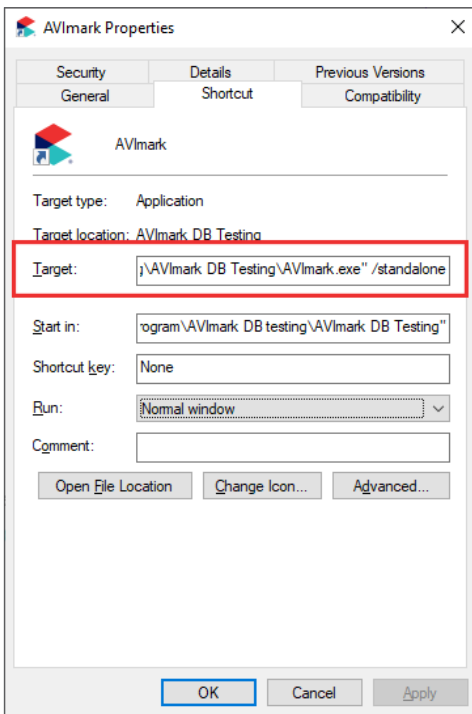 AVImark Properties
Security Details Previous Versions
General Shortcut Compatibility
AVImark
Target type: Application
Target location: AVImark DB Testing
Target: \AVImark DB Testing\AVImark.exe" /standalone
Start in: rogram\AVImark DB testing\AVImark DB Testing"
Shortcut key: None
Run: Normal window
Comment:
Open File Location Change Icon... Advanced...
OK Cancel Apply